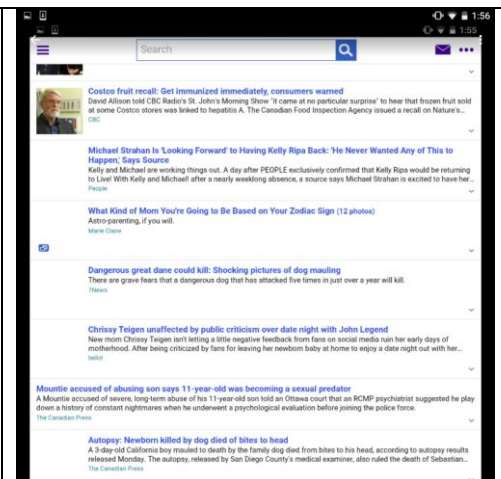 1:56
1:55
Search
Costco fruit recall: Get immunized immediately, consumers warned
David Allison told CBC Radio's St. John's Morning Show "it came at no particular surprise" to hear that frozen fruit sold
at some Costco stores was linked to hepatitis A. The Canadian Food Inspection Agency issued a recall on Nature's...
CBC
Michael Strahan Is 'Looking Forward' to Having Kelly Ripa Back: 'He Never Wanted Any of This to
Happen,' Says Source
Kelly and Michael are working things out. A day after PEOPLE exclusively confirmed that Kelly Ripa would be returning
to Live! With Kelly and Michael! after a nearly weeklong absence, a source says Michael Strahan is excited to have her...
People
What Kind of Mom You're Going to Be Based on Your Zodiac Sign (12 photos)
Astro-parenting, if you will.
Marie Claire
Dangerous great dane could kill: Shocking pictures of dog mauling
There are grave fears that a dangerous dog that has attacked five times in just over a year will kill.
7News
Chrissy Teigen unaffected by public criticism over date night with John Legend
New mom Chrissy Teigen isn't letting a little negative feedback from fans on social media ruin her early days of
motherhood. After being criticized by fans for leaving her newborn baby at home to enjoy a date night out with her...
hello!
Mountie accused of abusing son says 11-year-old was becoming a sexual predator
A Mountie accused of severe, long-term abuse of his 11-year-old son told an Ottawa court that an RCMP psychiatrist suggested he play
down a history of constant nightmares when he underwent a psychological evaluation before joining the police force.
The Canadian Press
Autopsy: Newborn killed by dog died of bites to head
A 3-day-old California boy mauled to death by the family dog died from bites to his head, according to autopsy results
released Monday. The autopsy, released by San Diego County's medical examiner, also ruled the death of Sebastian...
The Canadian Press